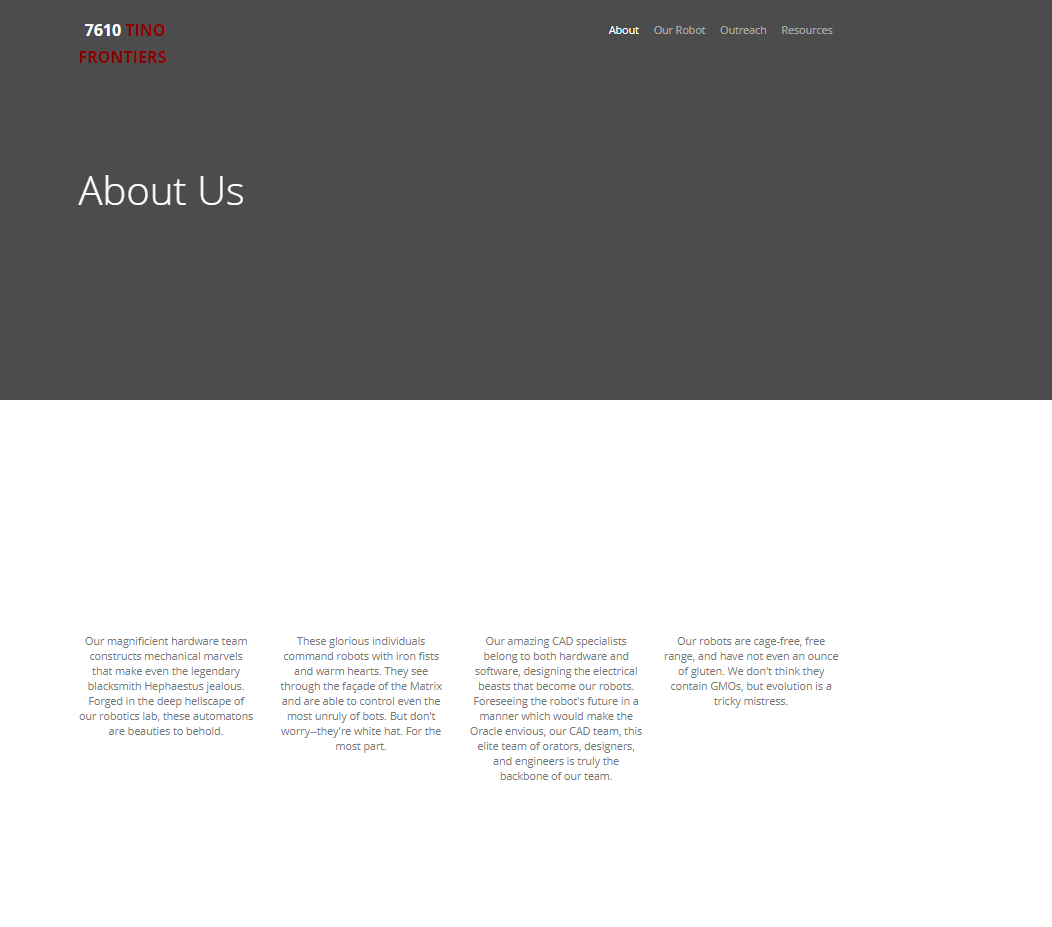 7610 TINO
FRONTIERS
About Our Robot Outreach Resources
About Us
Our magnificient hardware team
constructs mechanical marvels
that make even the legendary
blacksmith Hephaestus jealous.
Forged in the deep hellscape of
our robotics lab, these automatons
are beauties to behold.
These glorious individuals
command robots with iron fists
and warm hearts. They see
through the façade of the Matrix
and are able to control even the
most unruly of bots. But don't
worry--they're white hat. For the
most part.
Our amazing CAD specialists
belong to both hardware and
software, designing the electrical
beasts that become our robots.
Foreseeing the robot's future in a
manner which would make the
Oracle envious, our CAD team, this
elite team of orators, designers,
and engineers is truly the
backbone of our team.
Our robots are cage-free, free
range, and have not even an ounce
of gluten. We don't think they
contain GMOs, but evolution is a
tricky mistress.